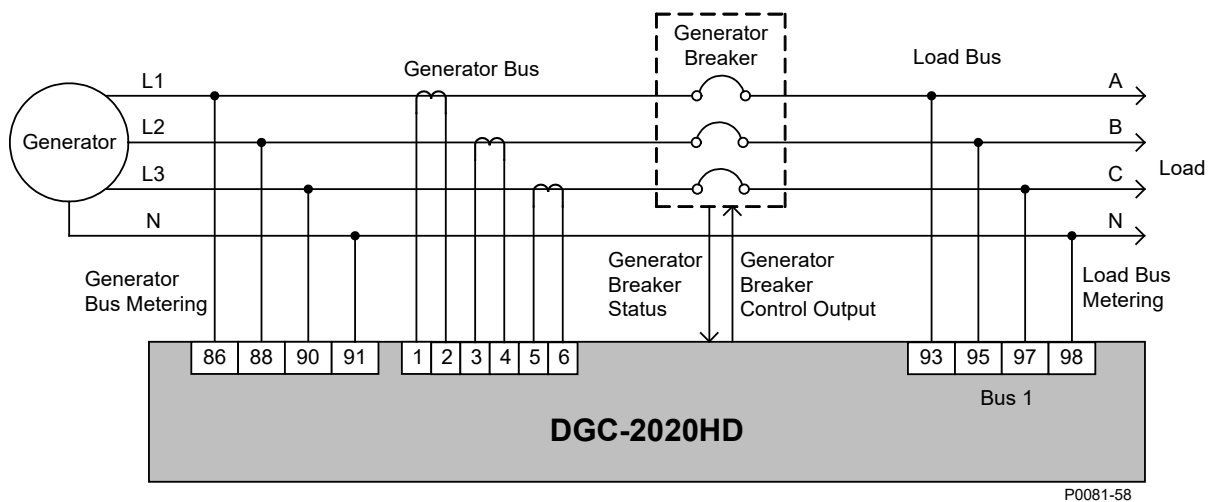 Generator
Breaker
Generator Bus
Load Bus
L1
A
Generator
L2
B
L3
C
Load
N
N
Generator
Bus Metering
Generator
Breaker
Status
Generator
Breaker
Control Output
Load Bus
Metering
86 88 90 91 1 2 3 4 5 6 93 95 97 98
Bus 1
DGC-2020HD
P0081-58